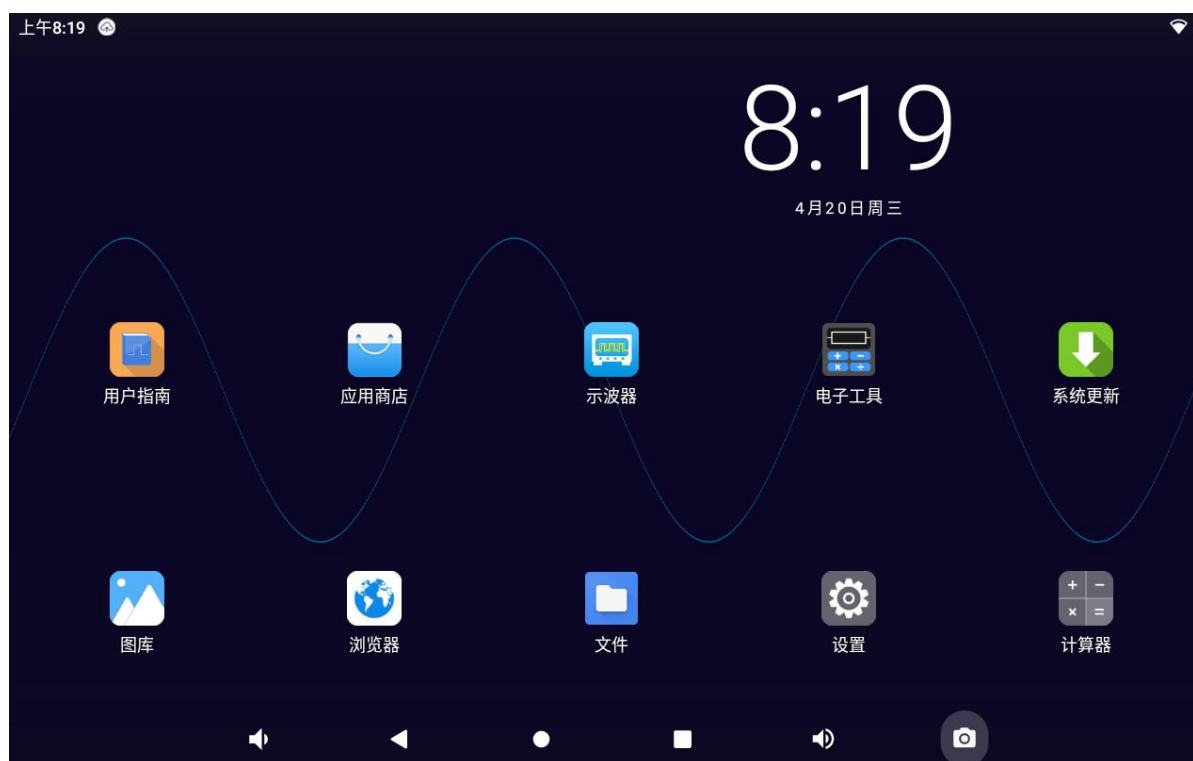 上午8:19
8:19
4月20日周三
用户指南 应用商店 示波器 电子工具 系统更新
图库 浏览器 文件 设置 计算器